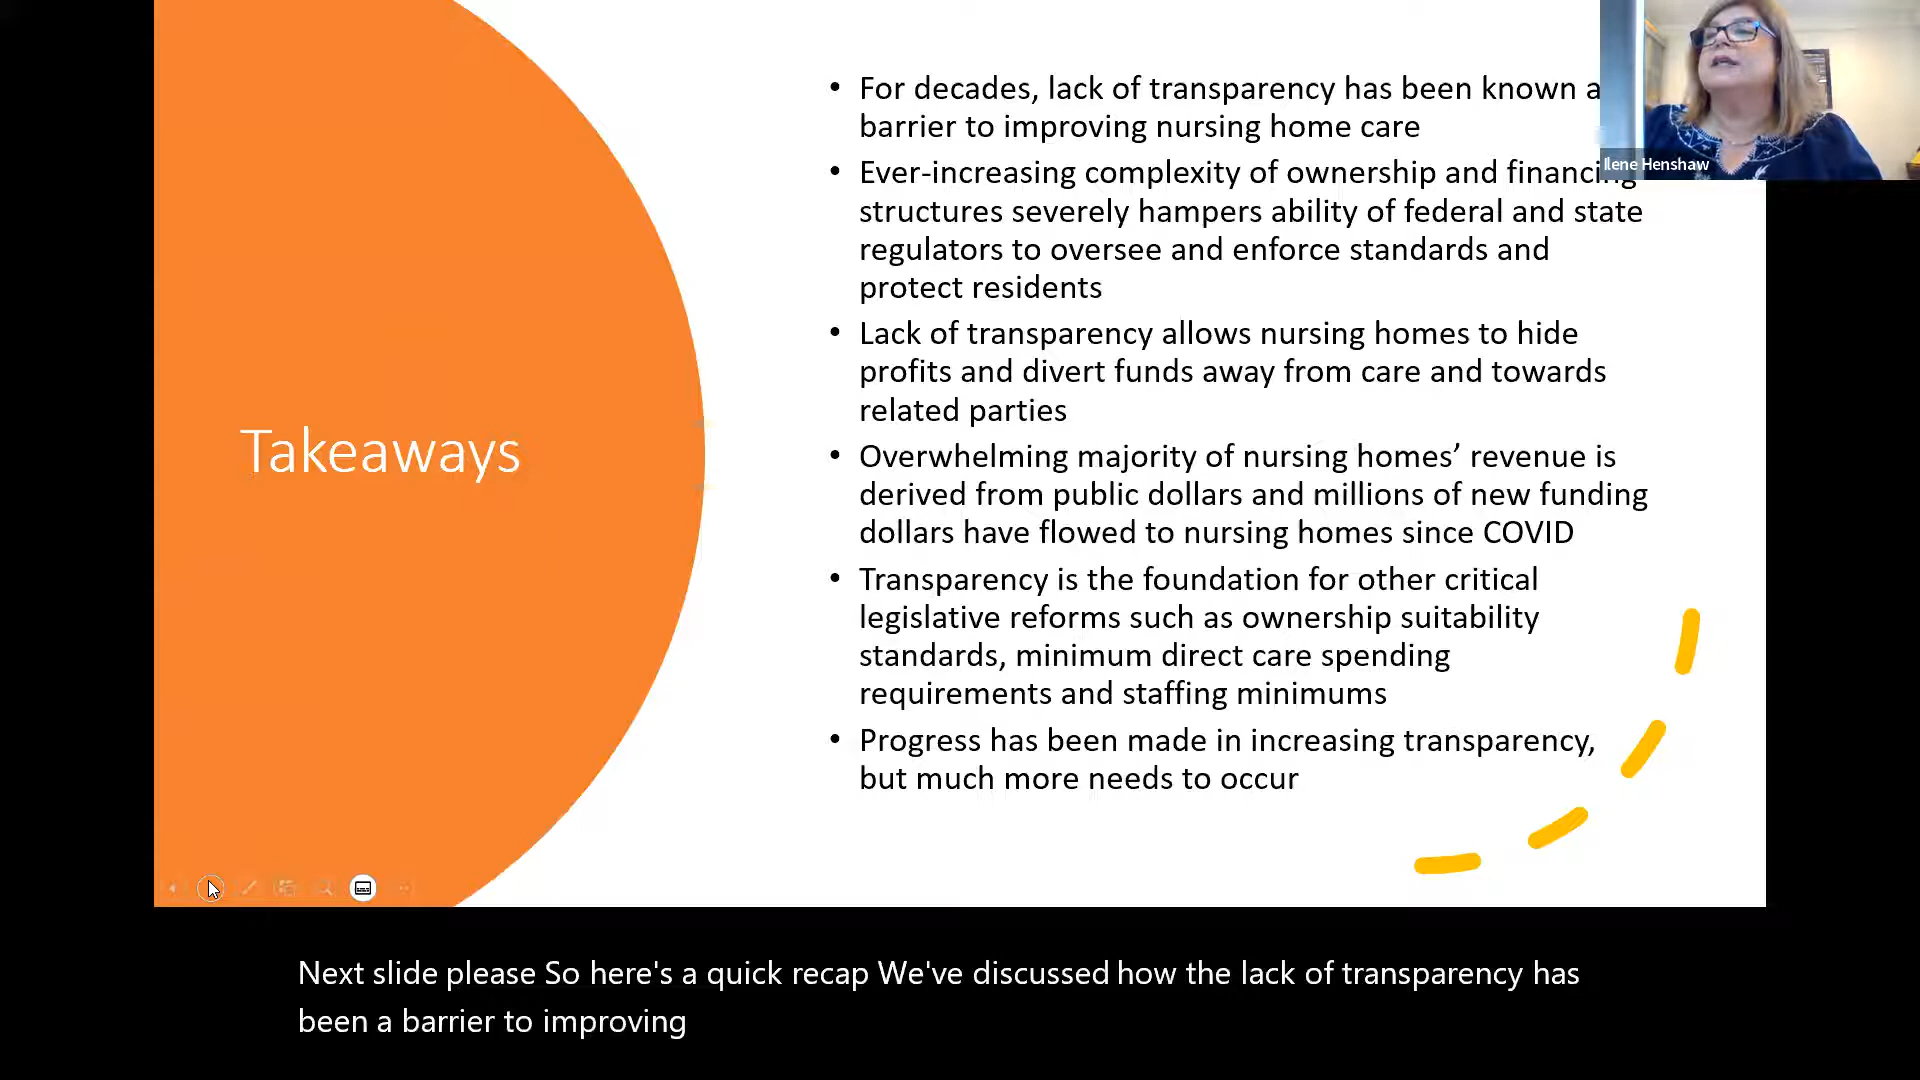 Takeaways
• For decades, lack of transparency has been known a
barrier to improving nursing home care
• Ever-increasing complexity of ownership and financing
structures severely hampers ability of federal and state
regulators to oversee and enforce standards and
protect residents
• Lack of transparency allows nursing homes to hide
profits and divert funds away from care and towards
related parties
• Overwhelming majority of nursing homes’ revenue is
derived from public dollars and millions of new funding
dollars have flowed to nursing homes since COVID
• Transparency is the foundation for other critical
legislative reforms such as ownership suitability
standards, minimum direct care spending
requirements and staffing minimums
• Progress has been made in increasing transparency,
but much more needs to occur
Ilene Henshaw
Next slide please So here's a quick recap We've discussed how the lack of transparency has
been a barrier to improving